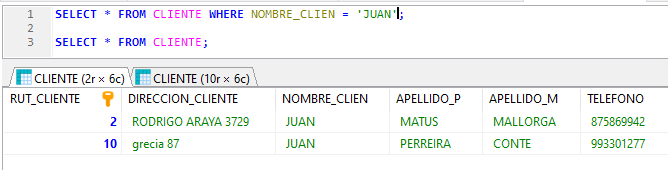 1 SELECT * FROM CLIENTE WHERE NOMBRE_CLIEN = 'JUAN';
2
3 SELECT * FROM CLIENTE;
CLIENTE (2r × 6c) CLIENTE (10r × 6c)
RUT_CLIENTE DIRECCION_CLIENTE NOMBRE_CLIEN APELLIDO_P APELLIDO_M TELEFONO
2 RODRIGO ARAYA 3729 JUAN MATUS MALLORGA 875869942
10 grecia 87 JUAN PERREIRA CONTE 993301277